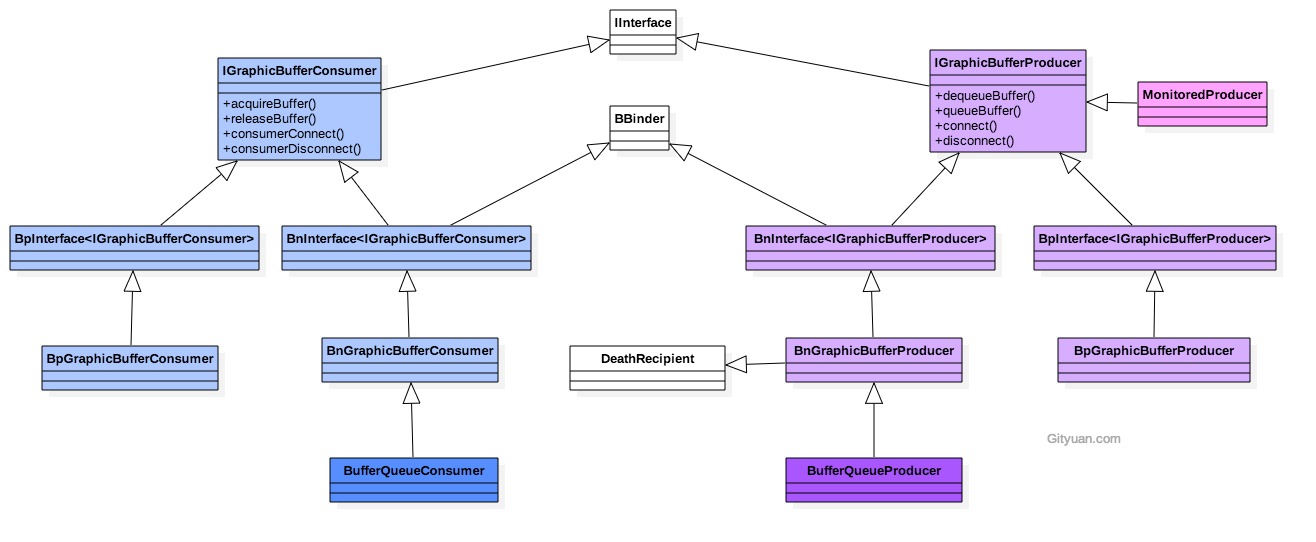 IInterface
IGraphicBufferConsumer
+acquireBuffer()
+releaseBuffer()
+consumerConnect()
+consumerDisconnect()
IGraphicBufferProducer
+dequeueBuffer()
+queueBuffer()
+connect()
+disconnect()
MonitoredProducer
BBinder
BpInterface<IGraphicBufferConsumer>
BnInterface<IGraphicBufferConsumer>
BnInterface<IGraphicBufferProducer>
BpInterface<IGraphicBufferProducer>
BpGraphicBufferConsumer
BnGraphicBufferConsumer
DeathRecipient
BnGraphicBufferProducer
BpGraphicBufferProducer
Gityuan.com
BufferQueueConsumer
BufferQueueProducer